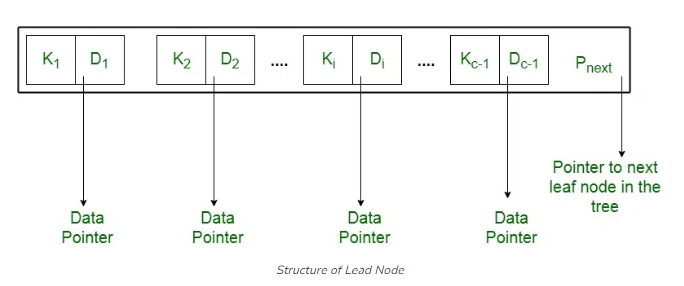 K1 D1 K2 D2 .... Ki Di .... Kc-1 Dc-1 Pnext
Pointer to next
leaf node in the
tree
Data
Pointer
Data
Pointer
Data
Pointer
Data
Pointer
Structure of Lead Node